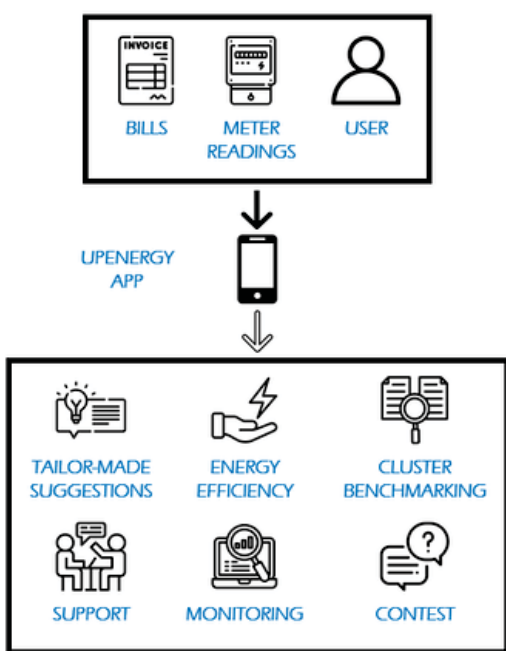 INVOICE
BILLS
METER
READINGS
USER
UPENERGY
APP
TAILOR-MADE
SUGGESTIONS
ENERGY
EFFICIENCY
CLUSTER
BENCHMARKING
?
SUPPORT
MONITORING
CONTEST